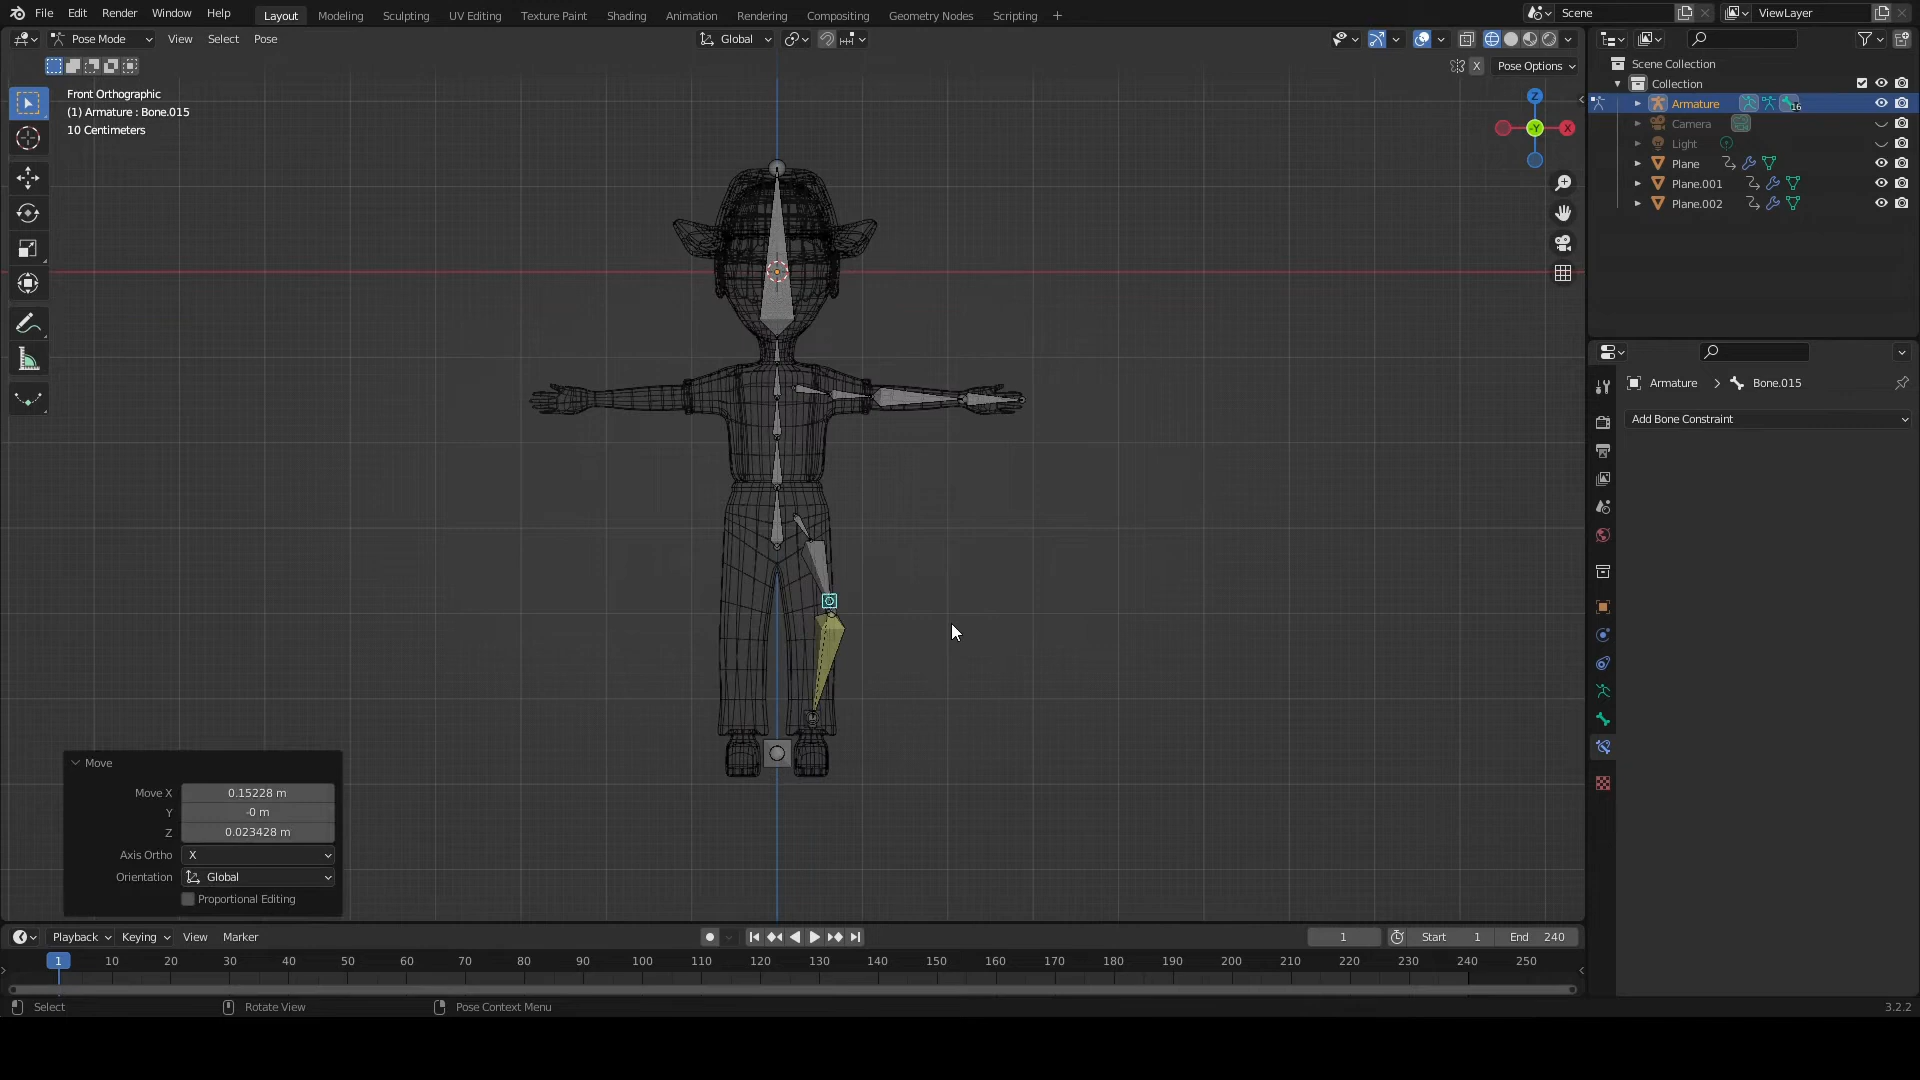 File Edit Render Window Help Layout Modeling Sculpting UV Editing Texture Paint Shading Animation Rendering Compositing Geometry Nodes Scripting + Scene ViewLayer
Pose Mode View Select Pose Global
X Pose Options
Front Orthographic
(1) Armature : Bone.015
10 Centimeters
Z
-Y
X
Scene Collection
Collection
Armature 16
Camera
Light
Plane
Plane.001
Plane.002
Armature > Bone.015
Add Bone Constraint
Move
Move X 0.15228 m
Y -0 m
Z 0.023428 m
Axis Ortho X
Orientation Global
Proportional Editing
Playback Keying View Marker 1 Start 1 End 240
1 10 20 30 40 50 60 70 80 90 100 110 120 130 140 150 160 170 180 190 200 210 220 230 240 250
Select Rotate View Pose Context Menu 3.2.2